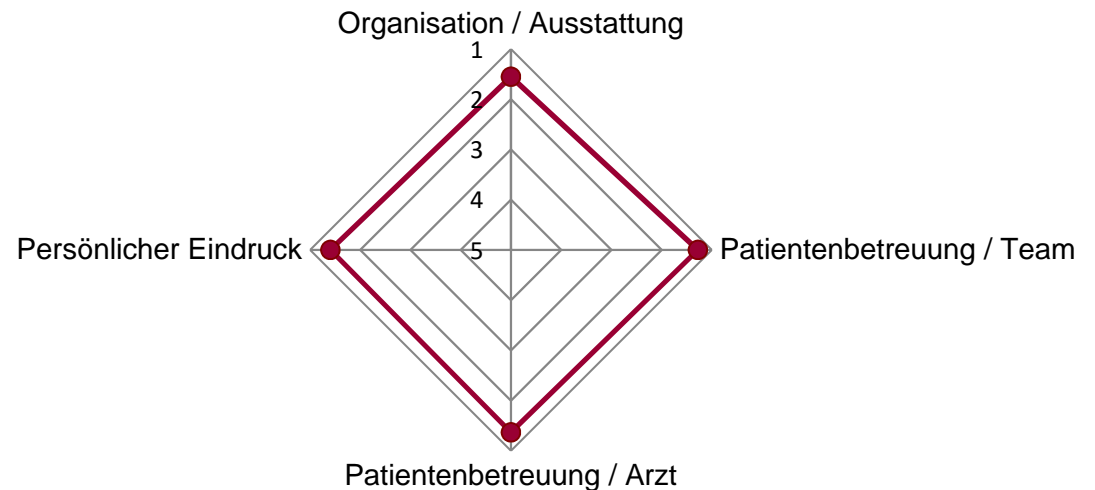 Organisation / Ausstattung
1
2
3
4
5
Persönlicher Eindruck
Patientenbetreuung / Team
Patientenbetreuung / Arzt